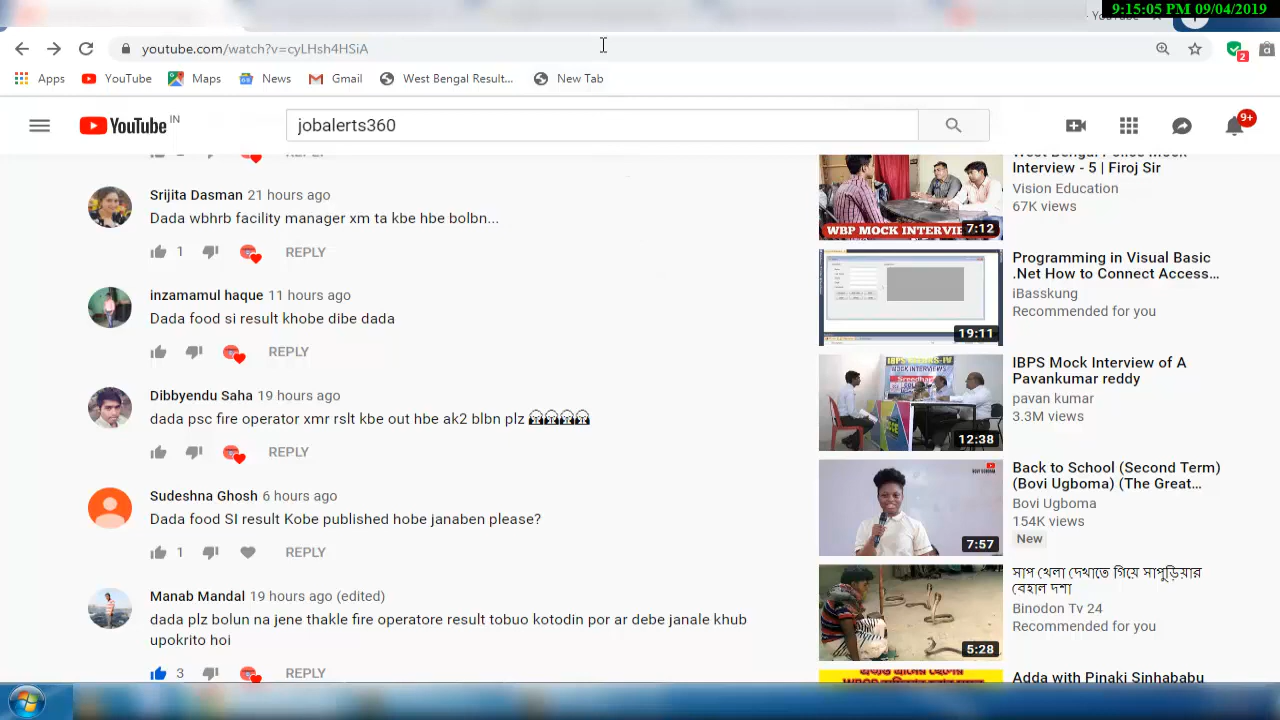 9:15:05 PM 09/04/2019
YouTube
youtube.com/watch?v=cyLHsh4HSiA
2
Apps
YouTube
Maps
News
Gmail
West Bengal Result...
New Tab
YouTube IN
jobalerts360
9+
REPLY
Srijita Dasman 21 hours ago
Dada wbhrb facility manager xm ta kbe hbe bolbn...
1 REPLY
inzamamul haque 11 hours ago
Dada food si result khobe dibe dada
REPLY
Dibbyendu Saha 19 hours ago
dada psc fire operator xmr rslt kbe out hbe ak2 blbn plz
REPLY
Sudeshna Ghosh 6 hours ago
Dada food SI result Kobe published hobe janaben please?
1 REPLY
Manab Mandal 19 hours ago (edited)
dada plz bolun na jene thakle fire operatore result tobuo kotodin por ar debe janale khub
upokrito hoi
3 REPLY
West Bengal Police Mock
Interview - 5 | Firoj Sir
Vision Education
67K views
WBP MOCK INTERVIEW
7:12
Programming in Visual Basic
.Net How to Connect Access...
iBasskung
Recommended for you
19:11
IBPS Mock Interview of A
Pavankumar reddy
pavan kumar
3.3M views
MOCK INTERVIEWS
12:38
Back to School (Second Term)
(Bovi Ugboma) (The Great...
Bovi Ugboma
154K views
New
BOVI UGBOMA
7:57
সাপ খেলা দেখাতে গিয়ে সাপুড়িয়ার
বেহাল দশা
Binodon Tv 24
Recommended for you
5:28
Adda with Pinaki Sinhababu